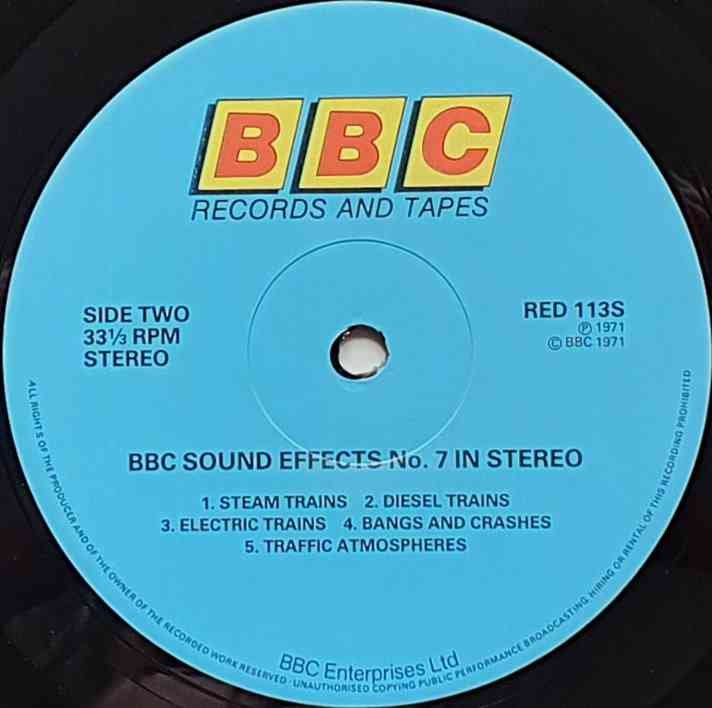 BBC
RECORDS AND TAPES
SIDE TWO
33⅓ RPM
STEREO
RED 113S
Ⓟ 1971
© BBC 1971
BBC SOUND EFFECTS No. 7 IN STEREO
1. STEAM TRAINS 2. DIESEL TRAINS
3. ELECTRIC TRAINS 4. BANGS AND CRASHES
5. TRAFFIC ATMOSPHERES
BBC Enterprises Ltd
ALL RIGHTS OF THE PRODUCER AND OF THE OWNER OF THE RECORDED WORK RESERVED · UNAUTHORISED COPYING PUBLIC PERFORMANCE BROADCASTING, HIRING OR RENTAL OF THIS RECORDING PROHIBITED